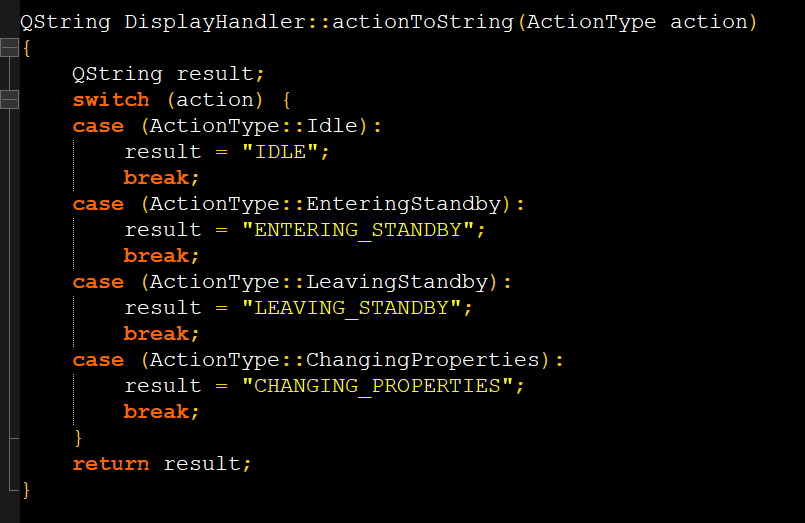 QString DisplayHandler::actionToString(ActionType action)
{
    QString result;
    switch (action) {
    case (ActionType::Idle):
        result = "IDLE";
        break;
    case (ActionType::EnteringStandby):
        result = "ENTERING_STANDBY";
        break;
    case (ActionType::LeavingStandby):
        result = "LEAVING_STANDBY";
        break;
    case (ActionType::ChangingProperties):
        result = "CHANGING_PROPERTIES";
        break;
    }
    return result;
}